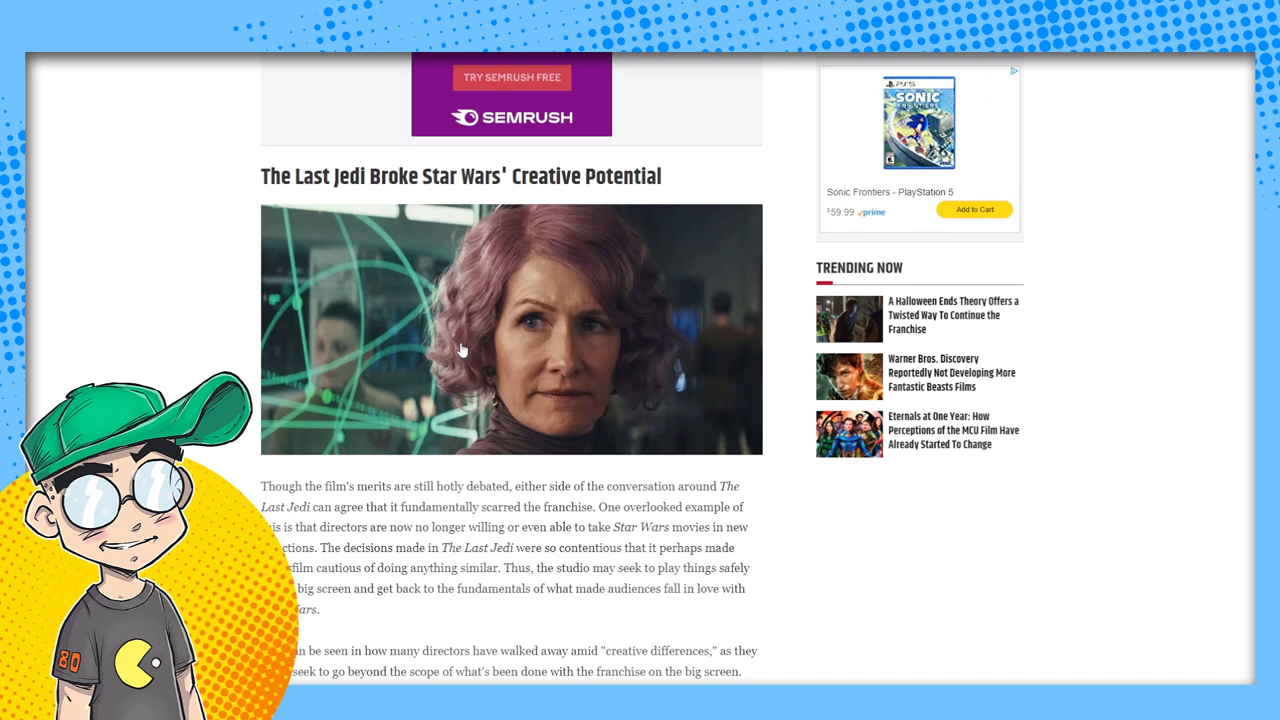 TRY SEMRUSH FREE
SEMRUSH
The Last Jedi Broke Star Wars' Creative Potential
Though the film's merits are still hotly debated, either side of the conversation around The
Last Jedi can agree that it fundamentally scarred the franchise. One overlooked example of
is is that directors are now no longer willing or even able to take Star Wars movies in new
ctions. The decisions made in The Last Jedi were so contentious that it perhaps made
film cautious of doing anything similar. Thus, the studio may seek to play things safely
big screen and get back to the fundamentals of what made audiences fall in love with
ars.
n be seen in how many directors have walked away amid "creative differences," as they
seek to go beyond the scope of what's been done with the franchise on the big screen.
PS5
SONIC
FRONTIERS
Sonic Frontiers - PlayStation 5
$59.99 prime
Add to Cart
TRENDING NOW
A Halloween Ends Theory Offers a
Twisted Way To Continue the
Franchise
Warner Bros. Discovery
Reportedly Not Developing More
Fantastic Beasts Films
Eternals at One Year: How
Perceptions of the MCU Film Have
Already Started To Change
80